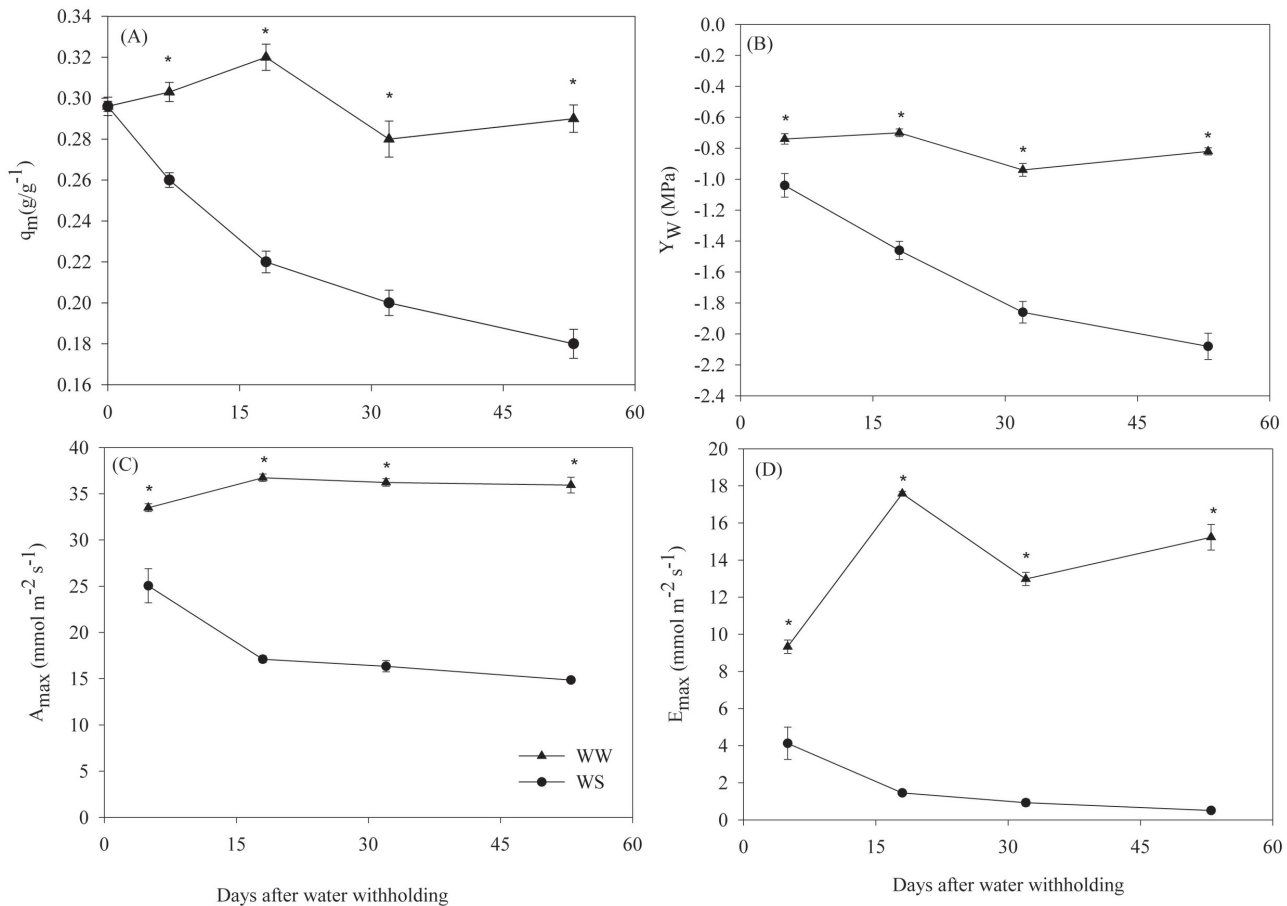 (A)
0.34
0.32
0.30
0.28
0.26
0.24
0.22
0.20
0.18
0.16
qm(g/g-1)
* * * *
0 15 30 45 60
(B)
0.0
-0.2
-0.4
-0.6
-0.8
-1.0
-1.2
-1.4
-1.6
-1.8
-2.0
-2.2
-2.4
YW (MPa)
* * * *
0 15 30 45 60
(C)
40
35
30
25
20
15
10
5
0
Amax (mmol m-2 s-1)
* * * *
WW
WS
0 15 30 45 60
Days after water withholding
(D)
20
18
16
14
12
10
8
6
4
2
0
Emax (mmol m-2 s-1)
* * * *
0 15 30 45 60
Days after water withholding